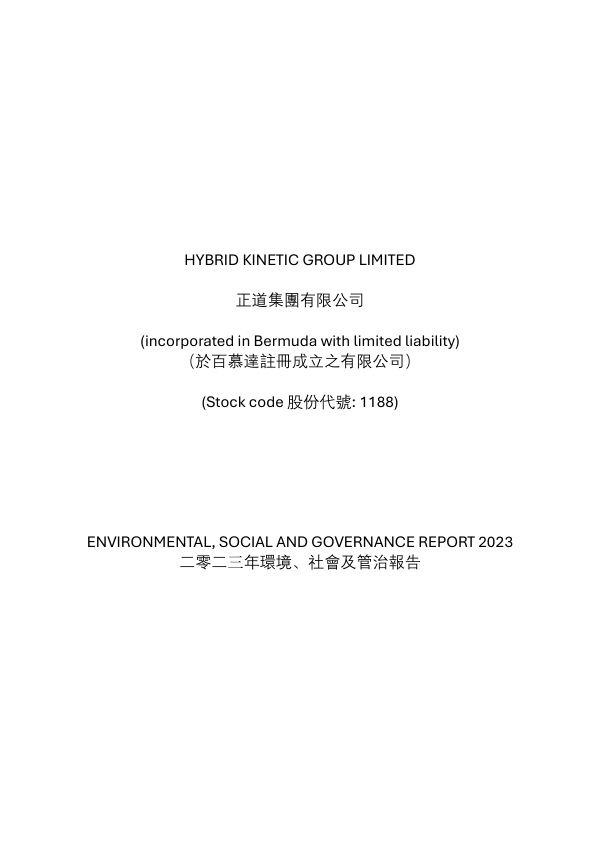 HYBRID KINETIC GROUP LIMITED
正道集團有限公司
(incorporated in Bermuda with limited liability)
（於百慕達註冊成立之有限公司）
(Stock code 股份代號: 1188)
ENVIRONMENTAL, SOCIAL AND GOVERNANCE REPORT 2023
二零二三年環境、社會及管治報告